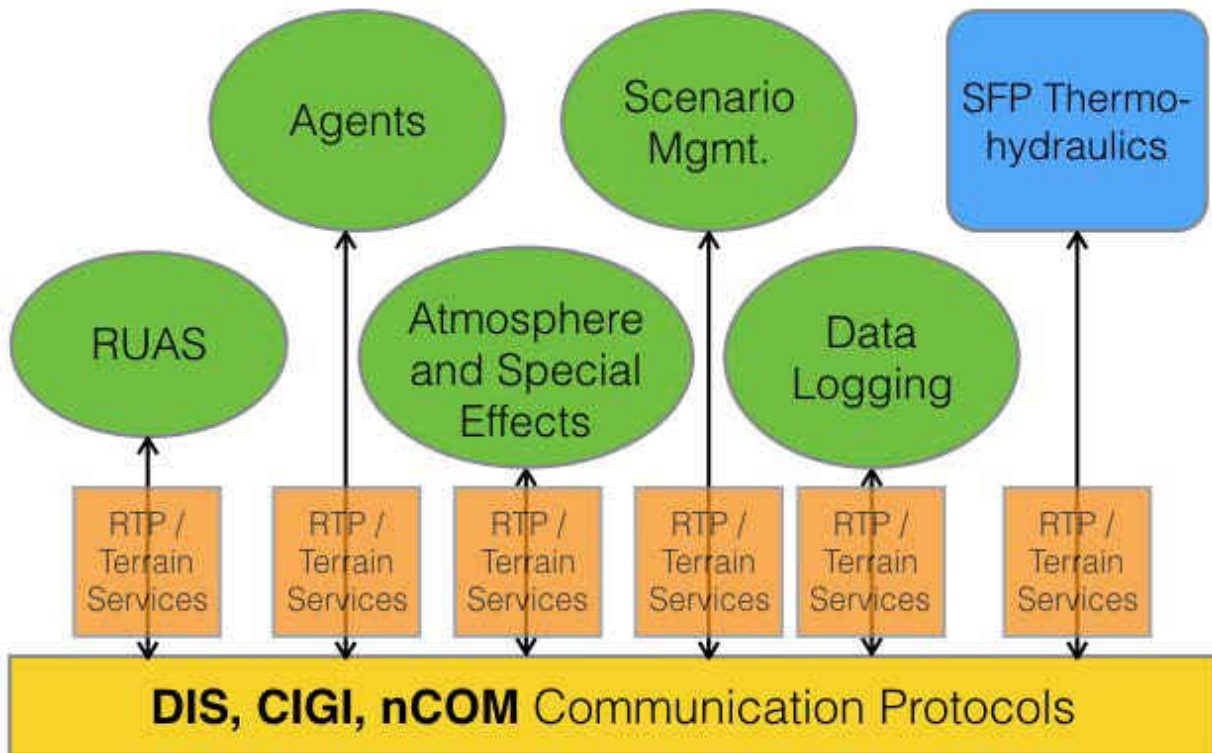 Agents
Scenario
Mgmt.
SFP Thermo-
hydraulics
RUAS
Atmosphere
and Special
Effects
Data
Logging
RTP /
Terrain
Services
RTP /
Terrain
Services
RTP /
Terrain
Services
RTP /
Terrain
Services
RTP /
Terrain
Services
RTP /
Terrain
Services
DIS, CIGI, nCOM Communication Protocols